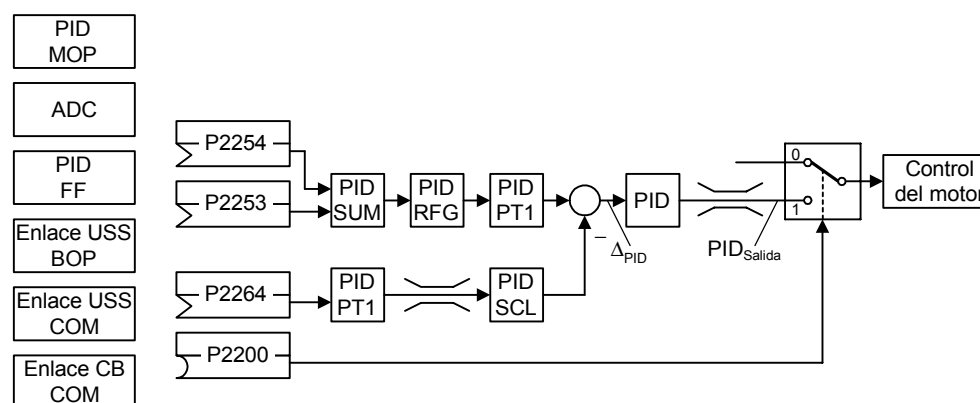 PID
MOP
ADC
PID
FF
Enlace USS
BOP
Enlace USS
COM
Enlace CB
COM
P2254
P2253
P2264
P2200
PID
SUM
PID
RFG
PID
PT1
PID
PT1
PID
SCL
−
ΔPID
PID
PIDSalida
0
1
Control
del motor